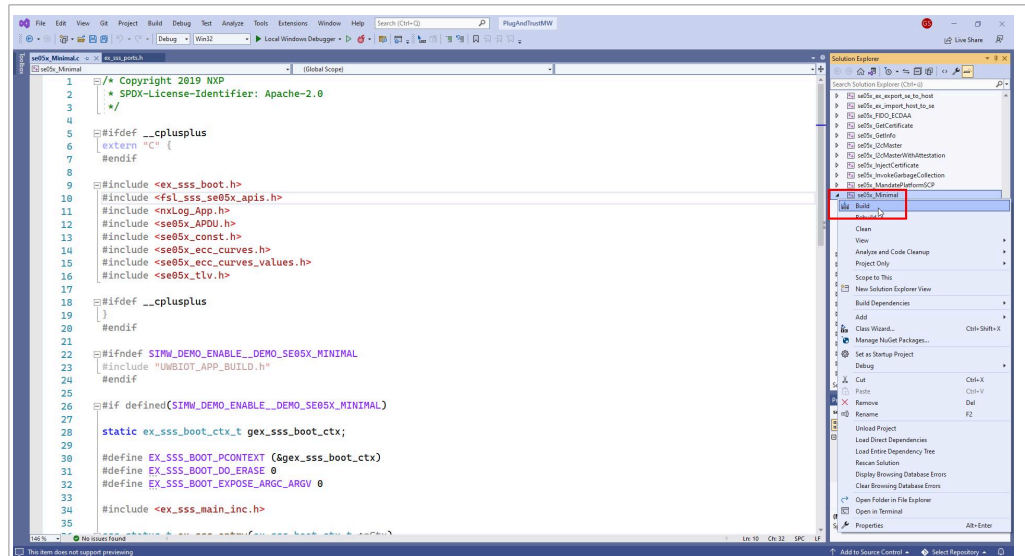 File Edit View Git Project Build Debug Test Analyze Tools Extensions Window Help Search (Ctrl+Q) PlugAndTrustMW GS
Debug Win32 Local Windows Debugger Live Share
Toolbox
se05x_Minimal.c ex_sss_ports.h
se05x_Minimal (Global Scope)
1 /* Copyright 2019 NXP
2 * SPDX-License-Identifier: Apache-2.0
3 */
4
5 #ifdef __cplusplus
6 extern "C" {
7 #endif
8
9 #include <ex_sss_boot.h>
10 #include <fsl_sss_se05x_apis.h>
11 #include <nxLog_App.h>
12 #include <se05x_APDU.h>
13 #include <se05x_const.h>
14 #include <se05x_ecc_curves.h>
15 #include <se05x_ecc_curves_values.h>
16 #include <se05x_tlv.h>
17
18 #ifdef __cplusplus
19 }
20 #endif
21
22 #ifndef SIMW_DEMO_ENABLE__DEMO_SE05X_MINIMAL
23 #include "UWBIOT_APP_BUILD.h"
24 #endif
25
26 #if defined(SIMW_DEMO_ENABLE__DEMO_SE05X_MINIMAL)
27
28 static ex_sss_boot_ctx_t gex_sss_boot_ctx;
29
30 #define EX_SSS_BOOT_PCONTEXT (&gex_sss_boot_ctx)
31 #define EX_SSS_BOOT_DO_ERASE 0
32 #define EX_SSS_BOOT_EXPOSE_ARGC_ARGV 0
33
34 #include <ex_sss_main_inc.h>
35
146 % No issues found Ln: 10 Ch: 32 SPC LF
Solution Explorer
Search Solution Explorer (Ctrl+ü)
se05x_ex_export_se_to_host
se05x_ex_import_host_to_se
se05x_FIDO_ECDAA
se05x_GetCertificate
se05x_GetInfo
se05x_I2cMaster
se05x_I2cMasterWithAttestation
se05x_InjectCertificate
se05x_InvokeGarbageCollection
se05x_MandatePlatformSCP
se05x_Minimal
Build
Rebuild
Clean
View
Analyze and Code Cleanup
Project Only
Scope to This
New Solution Explorer View
Build Dependencies
Add
Class Wizard... Ctrl+Shift+X
Manage NuGet Packages...
Set as Startup Project
Debug
Cut Ctrl+X
Paste Ctrl+V
Remove Del
Rename F2
Unload Project
Load Direct Dependencies
Load Entire Dependency Tree
Rescan Solution
Display Browsing Database Errors
Clear Browsing Database Errors
Open Folder in File Explorer
Open in Terminal
Properties Alt+Enter
This item does not support previewing Add to Source Control Select Repository